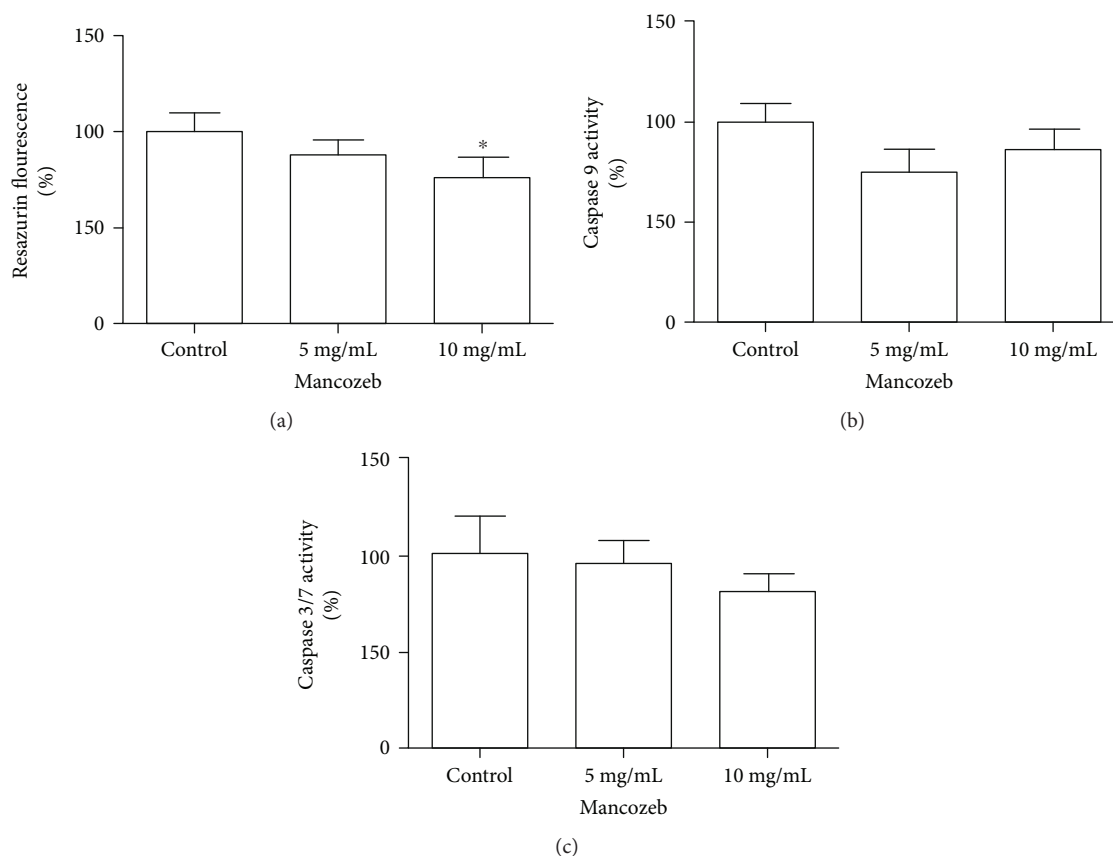 150
100
150
0
Resazurin flourescence
(%)
*
Control
5 mg/mL
10 mg/mL
Mancozeb
(a)
150
100
150
0
Caspase 9 activity
(%)
Control
5 mg/mL
10 mg/mL
Mancozeb
(b)
150
100
150
0
Caspase 3/7 activity
(%)
Control
5 mg/mL
10 mg/mL
Mancozeb
(c)